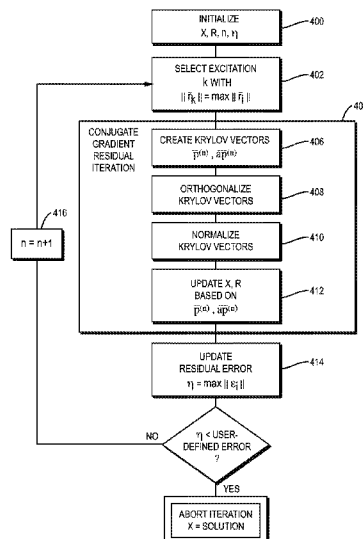 INITIALIZE
X, R, n, η
400
SELECT EXCITATION
k WITH
|| r̄k || = max || r̄i ||
402
40
CONJUGATE
GRADIENT
RESIDUAL
ITERATION
CREATE KRYLOV VECTORS
p̄⁽ⁿ⁾, āp̄⁽ⁿ⁾
406
ORTHOGONALIZE
KRYLOV VECTORS
408
416
n = n+1
NORMALIZE
KRYLOV VECTORS
410
UPDATE X, R
BASED ON
p̄⁽ⁿ⁾, āp̄⁽ⁿ⁾
412
UPDATE
RESIDUAL ERROR
η = max || εi ||
414
NO
η < USER-
DEFINED ERROR
?
YES
ABORT ITERATION
X = SOLUTION